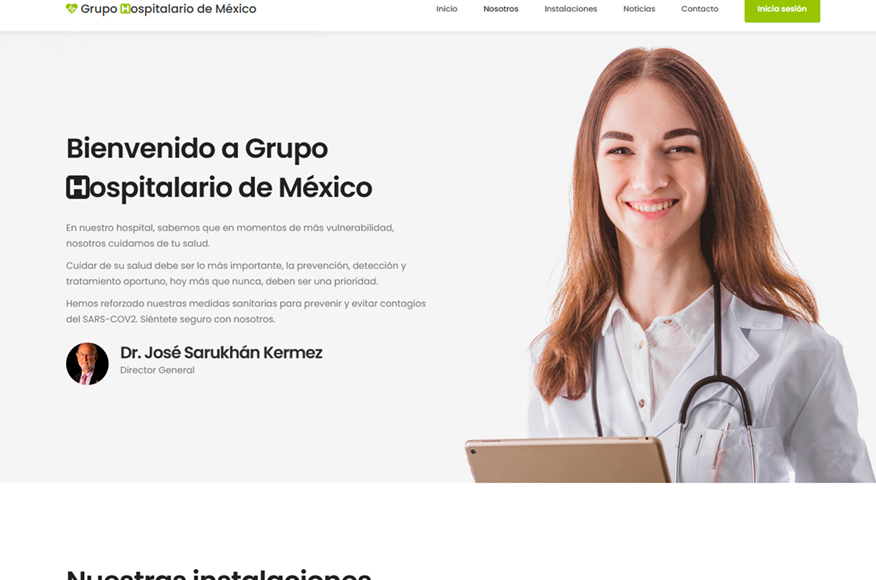 Grupo Hospitalario de México
Inicio
Nosotros
Instalaciones
Noticias
Contacto
Inicia sesión
Bienvenido a Grupo
Hospitalario de México
En nuestro hospital, sabemos que en momentos de más vulnerabilidad,
nosotros cuidamos de tu salud.
Cuidar de su salud debe ser lo más importante, la prevención, detección y
tratamiento oportuno, hoy más que nunca, deben ser una prioridad.
Hemos reforzado nuestras medidas sanitarias para prevenir y evitar contagios
del SARS-COV2. Siéntete seguro con nosotros.
Dr. José Sarukhán Kermez
Director General
Nuestras instalaciones